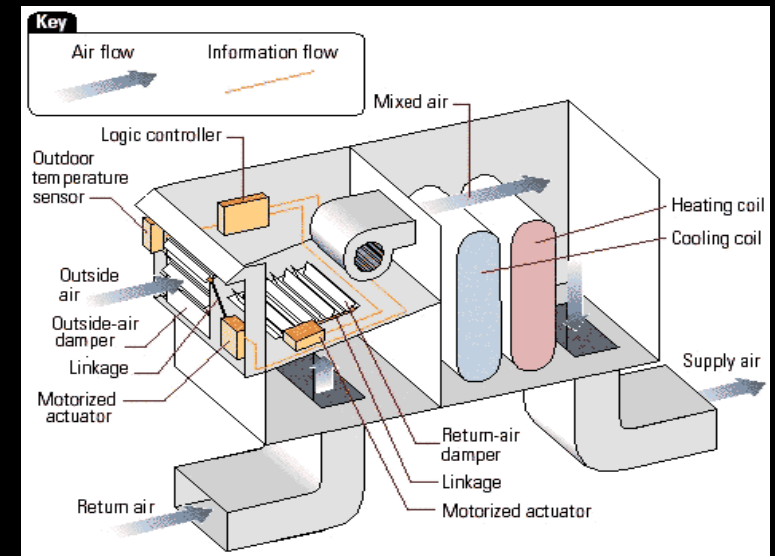 Key
Air flow
Information flow
Mixed air
Logic controller
Outdoor
temperature
sensor
Heating coil
Cooling coil
Outside
air
Outside-air
damper
Linkage
Motorized
actuator
Supply air
Return-air
damper
Linkage
Motorized actuator
Return air